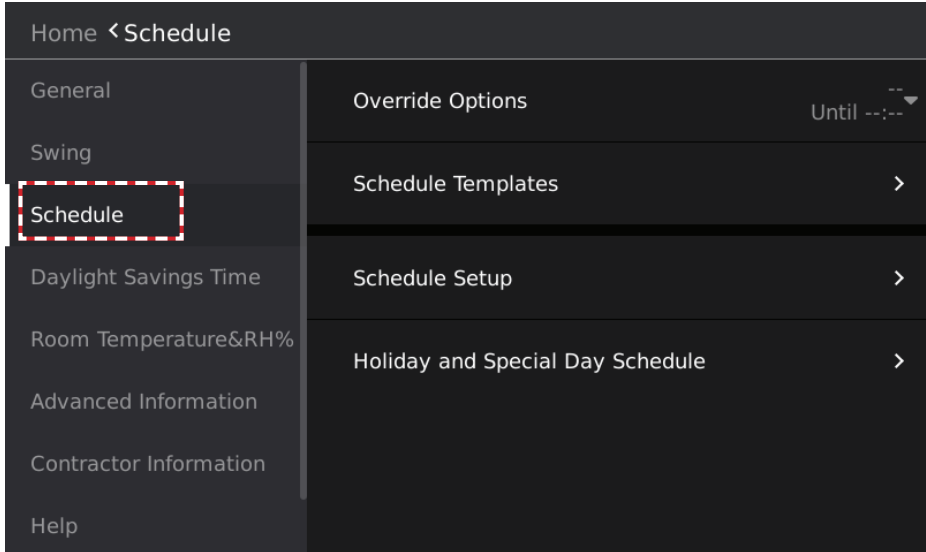 Home < Schedule
General
Swing
Schedule
Daylight Savings Time
Room Temperature&RH%
Advanced Information
Contractor Information
Help
Override Options
--
Until --:--
Schedule Templates
Schedule Setup
Holiday and Special Day Schedule